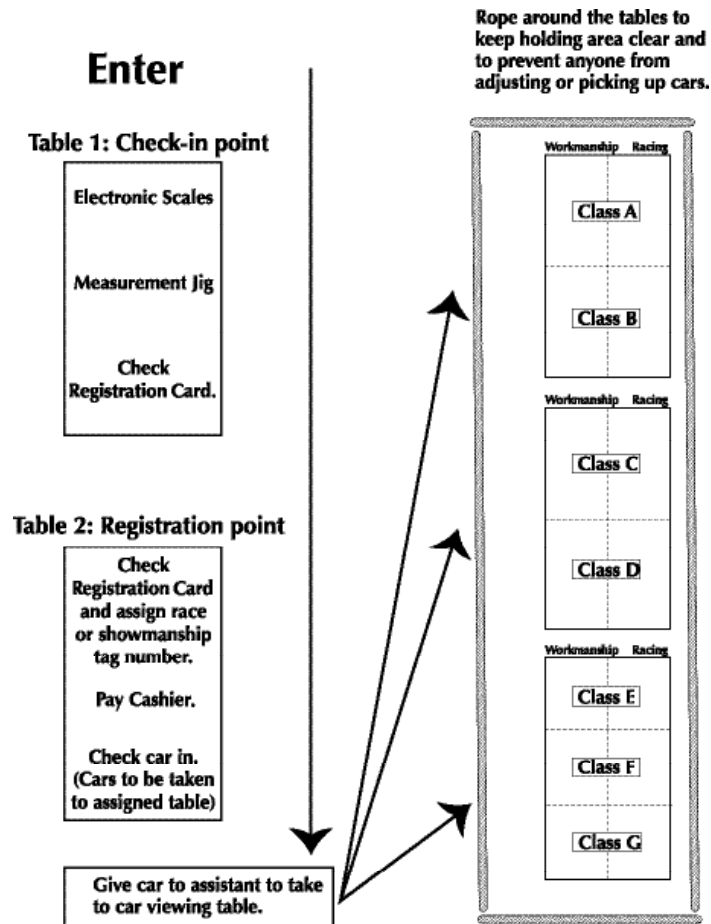 Enter
Table 1: Check-in point
Electronic Scales
Measurement Jig
Check
Registration Card.
Table 2: Registration point
Check
Registration Card
and assign race
or showmanship
tag number.
Pay Cashier.
Check car in.
(Cars to be taken
to assigned table)
Give car to assistant to take
to car viewing table.
Rope around the tables to
keep holding area clear and
to prevent anyone from
adjusting or picking up cars.
Workmanship Racing
Class A
Class B
Workmanship Racing
Class C
Class D
Workmanship Racing
Class E
Class F
Class G